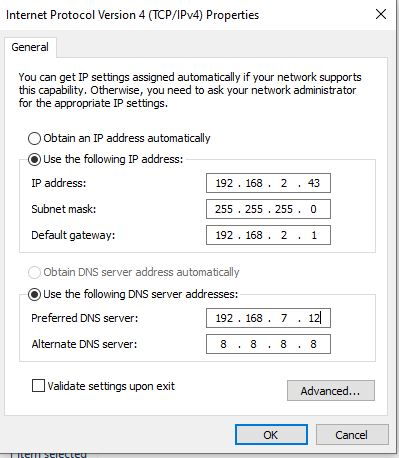 Internet Protocol Version 4 (TCP/IPv4) Properties
General
You can get IP settings assigned automatically if your network supports
this capability. Otherwise, you need to ask your network administrator
for the appropriate IP settings.
Obtain an IP address automatically
Use the following IP address:
IP address: 192 . 168 . 2 . 43
Subnet mask: 255 . 255 . 255 . 0
Default gateway: 192 . 168 . 2 . 1
Obtain DNS server address automatically
Use the following DNS server addresses:
Preferred DNS server: 192 . 168 . 7 . 12
Alternate DNS server: 8 . 8 . 8 . 8
Validate settings upon exit
Advanced...
OK Cancel
1 item selected